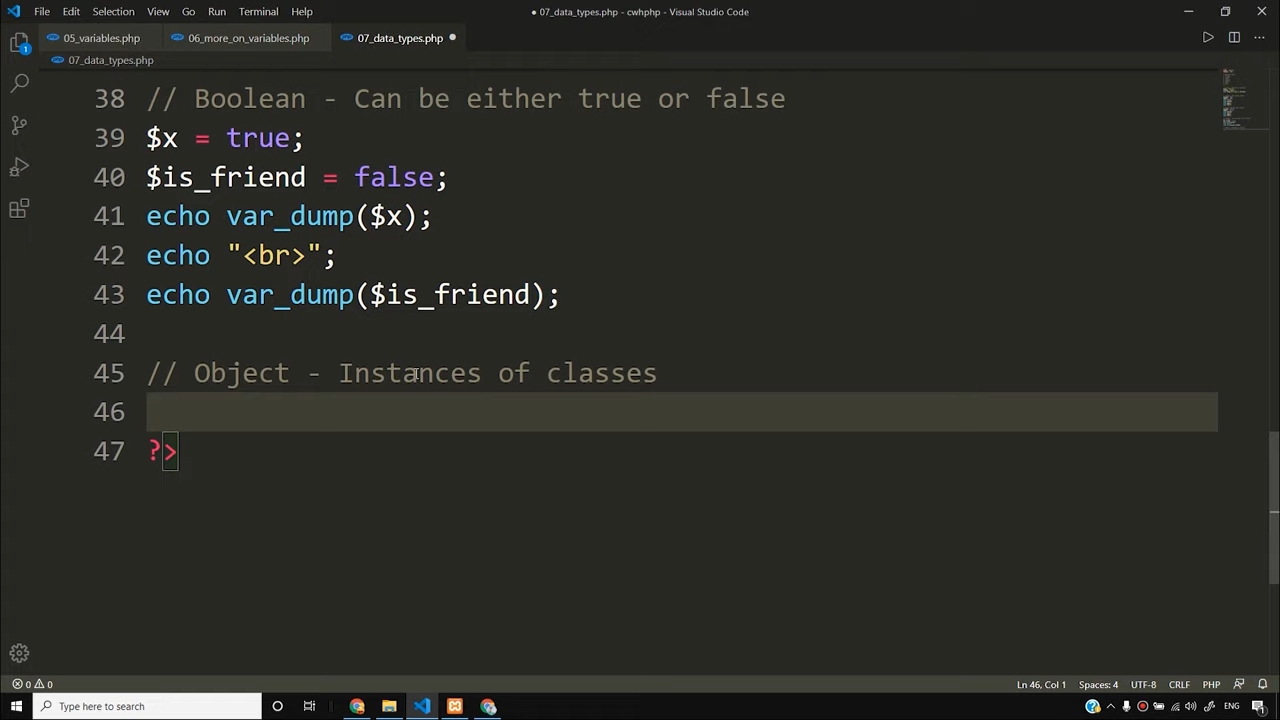 File Edit Selection View Go Run Terminal Help
● 07_data_types.php - cwhphp - Visual Studio Code
05_variables.php 06_more_on_variables.php 07_data_types.php ●
07_data_types.php
38 // Boolean - Can be either true or false
39 $x = true;
40 $is_friend = false;
41 echo var_dump($x);
42 echo "<br>";
43 echo var_dump($is_friend);
44
45 // Object - Instances of classes
46
47 ?>
1
0 0
Ln 46, Col 1 Spaces: 4 UTF-8 CRLF PHP
Type here to search
ENG
1